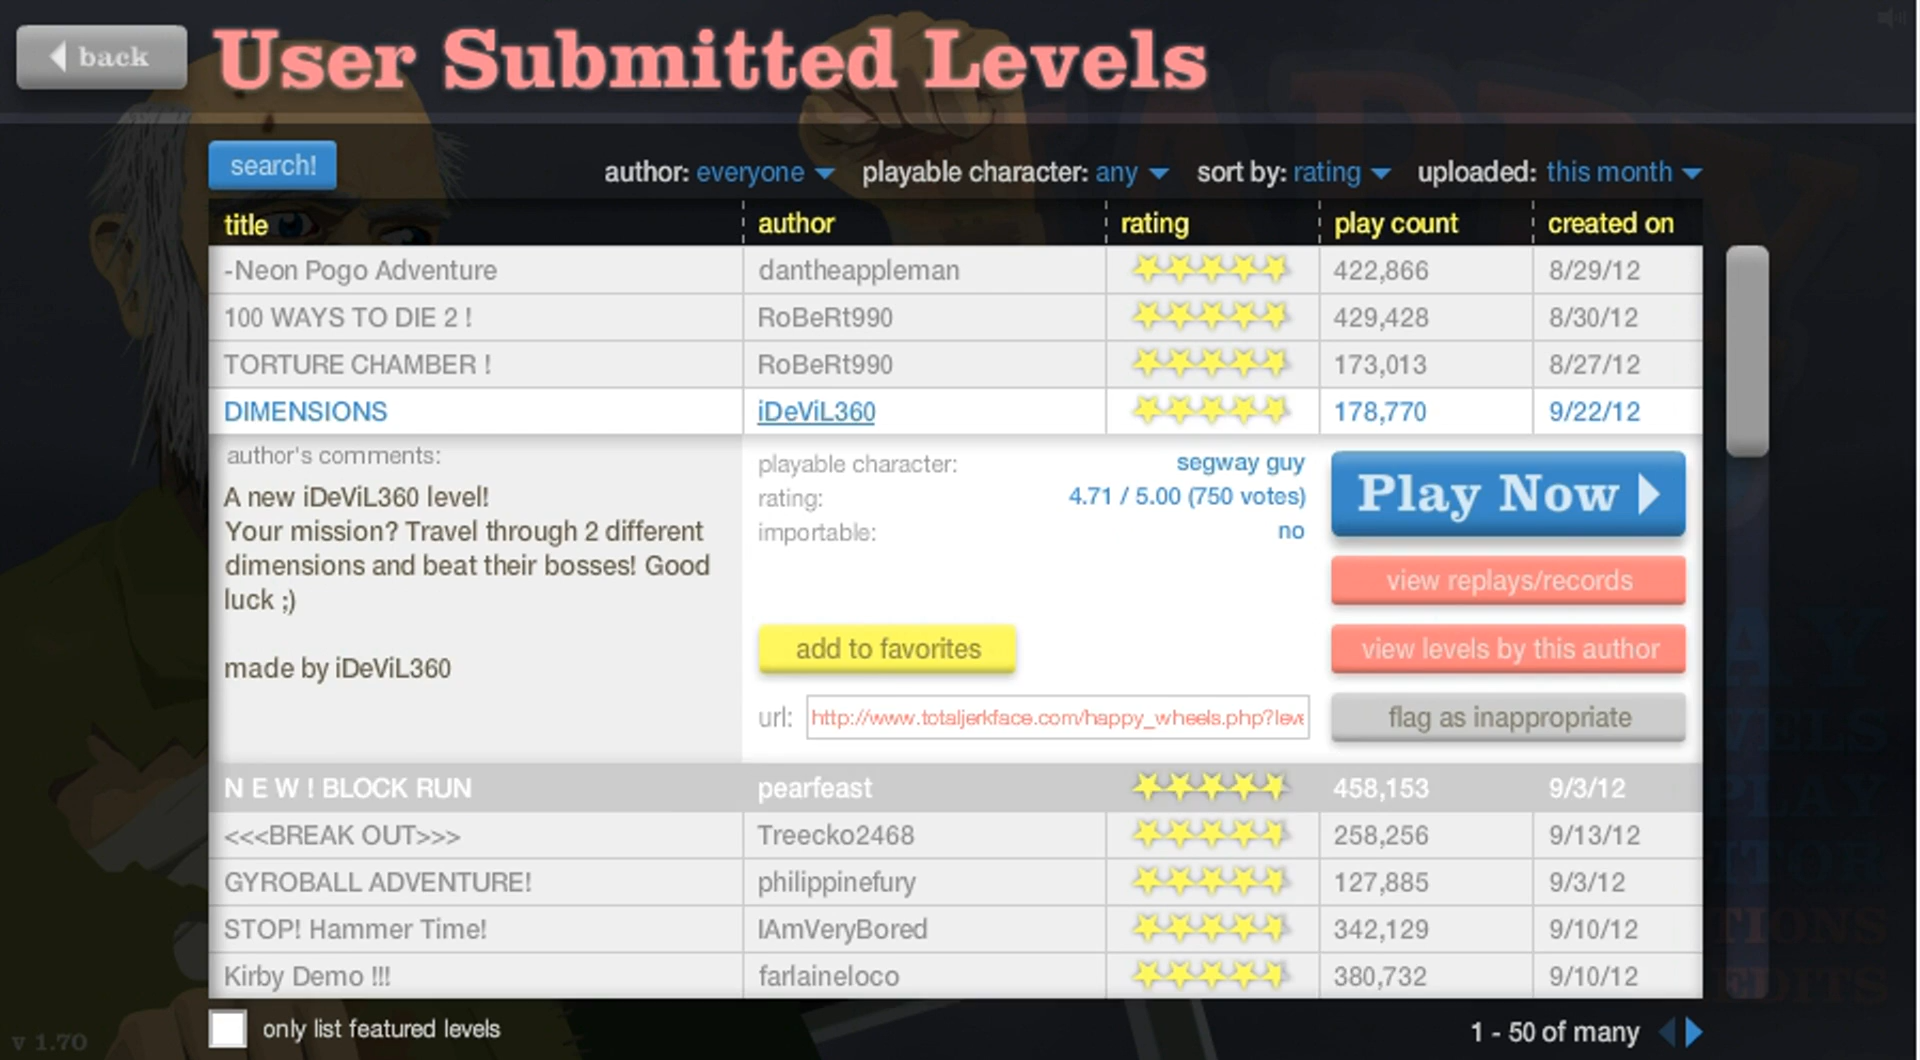 back
User Submitted Levels
search!
author: everyone playable character: any sort by: rating uploaded: this month
title author rating play count created on
-Neon Pogo Adventure dantheappleman 422,866 8/29/12
100 WAYS TO DIE 2 ! RoBeRt990 429,428 8/30/12
TORTURE CHAMBER ! RoBeRt990 173,013 8/27/12
DIMENSIONS iDeViL360 178,770 9/22/12
author's comments:
A new iDeViL360 level!
Your mission? Travel through 2 different
dimensions and beat their bosses! Good
luck ;)
made by iDeViL360
playable character: segway guy
rating: 4.71 / 5.00 (750 votes)
importable: no
add to favorites
url: http://www.totaljerkface.com/happy_wheels.php?leve
Play Now
view replays/records
view levels by this author
flag as inappropriate
N E W ! BLOCK RUN pearfeast 458,153 9/3/12
<<<BREAK OUT>>> Treecko2468 258,256 9/13/12
GYROBALL ADVENTURE! philippinefury 127,885 9/3/12
STOP! Hammer Time! IAmVeryBored 342,129 9/10/12
Kirby Demo !!! farlaineloco 380,732 9/10/12
only list featured levels
1 - 50 of many
v 1.70